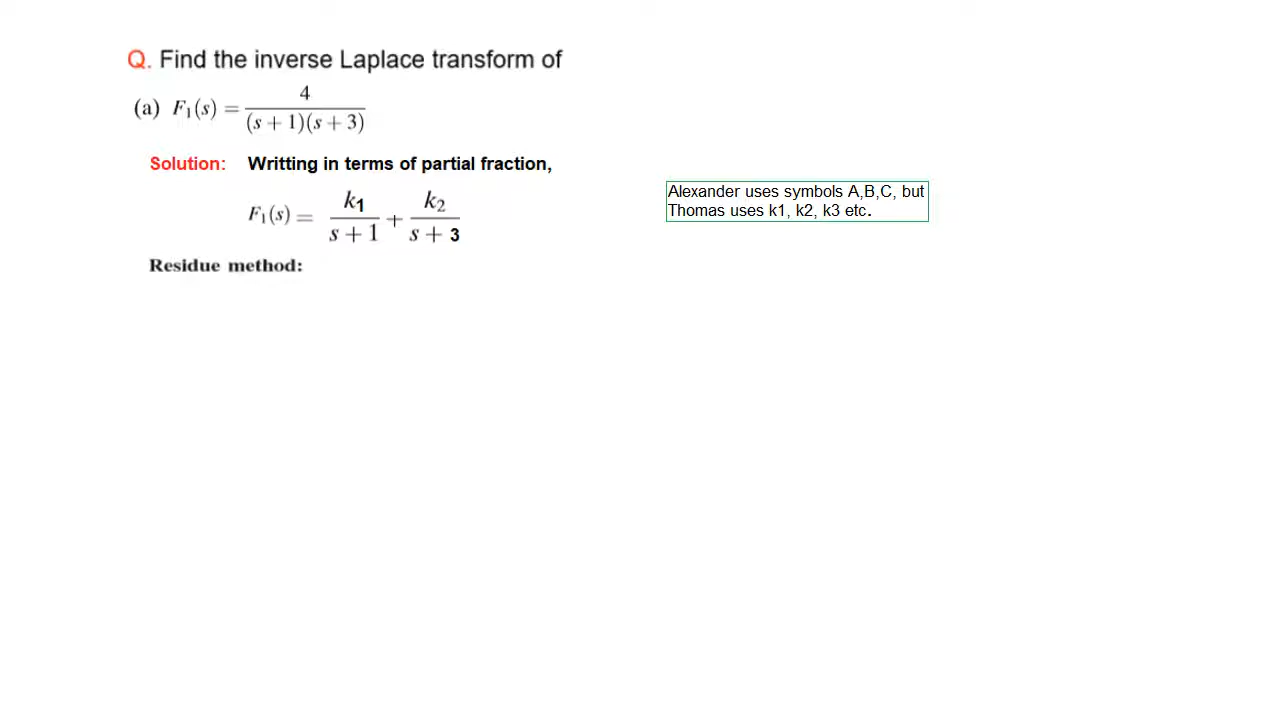 Q. Find the inverse Laplace transform of
(a) F₁(s) = 4 / (s + 1)(s + 3)
Solution: Writting in terms of partial fraction,
F₁(s) = k₁ / s + 1 + k₂ / s + 3
Alexander uses symbols A,B,C, but
Thomas uses k1, k2, k3 etc.
Residue method: